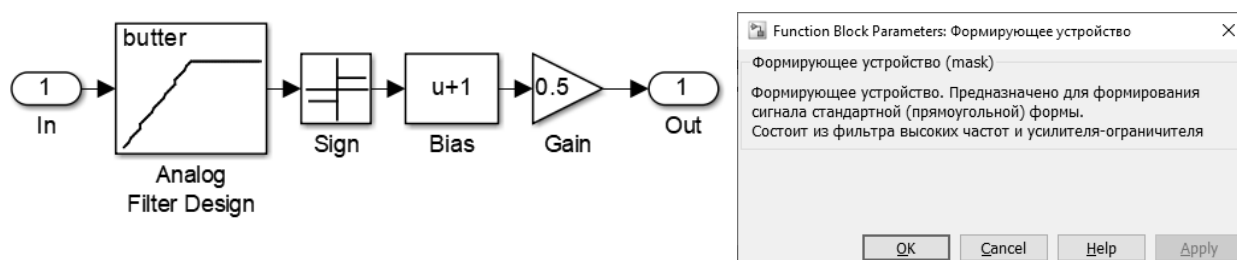 butter
1
In
Analog
Filter Design
Sign
u+1
Bias
0.5
Gain
1
Out
Function Block Parameters: Формирующее устройство
Формирующее устройство (mask)
Формирующее устройство. Предназначено для формирования
сигнала стандартной (прямоугольной) формы.
Состоит из фильтра высоких частот и усилителя-ограничителя
OK Cancel Help Apply